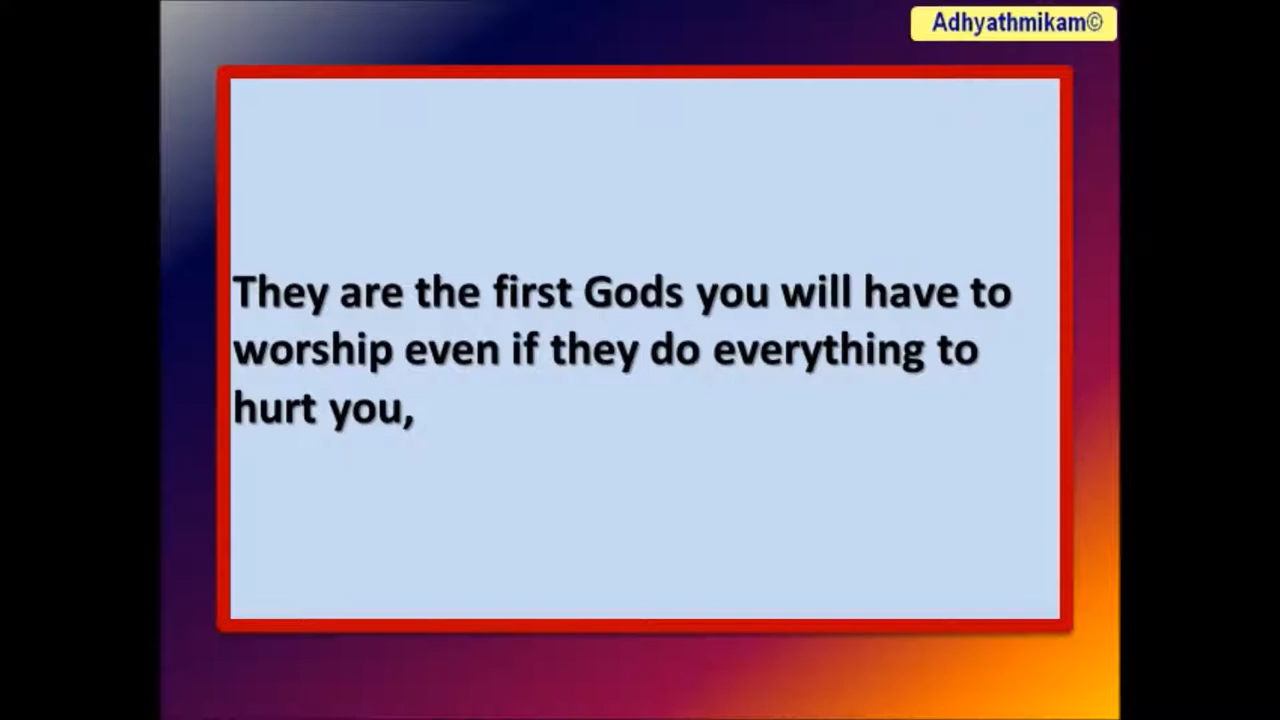 Adhyathmikam©
They are the first Gods you will have to
worship even if they do everything to
hurt you,